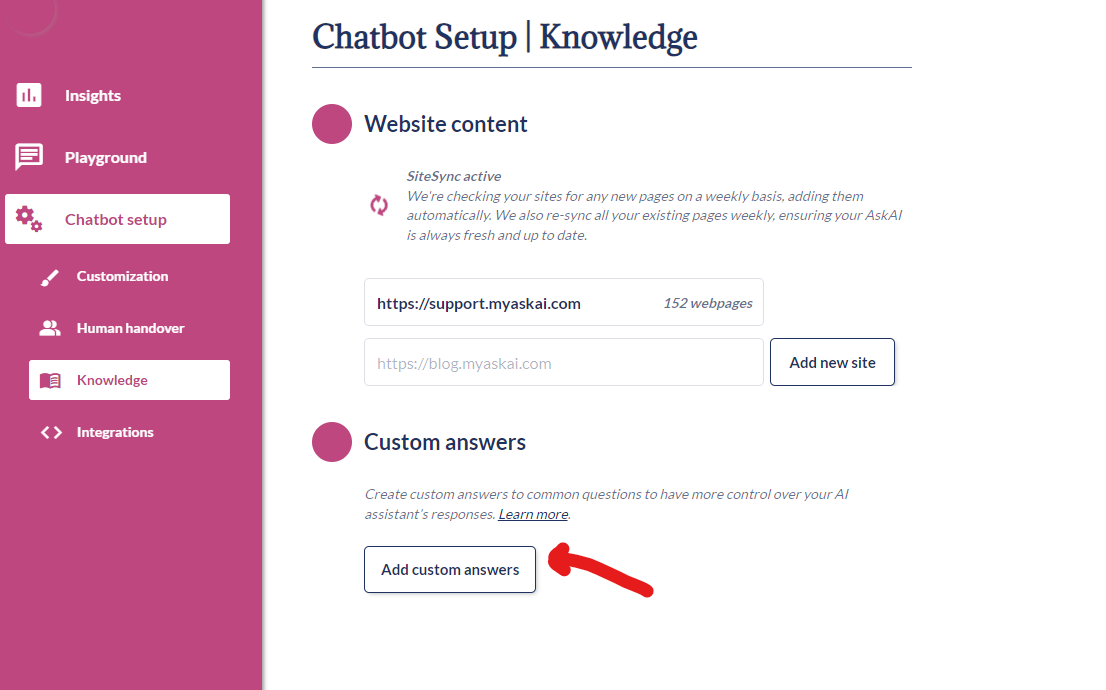 Chatbot Setup | Knowledge
Insights
Playground
Chatbot setup
Customization
Human handover
Knowledge
Integrations
Website content
SiteSync active
We're checking your sites for any new pages on a weekly basis, adding them
automatically. We also re-sync all your existing pages weekly, ensuring your AskAI
is always fresh and up to date.
https://support.myaskai.com 152 webpages
https://blog.myaskai.com Add new site
Custom answers
Create custom answers to common questions to have more control over your AI
assistant's responses. Learn more.
Add custom answers